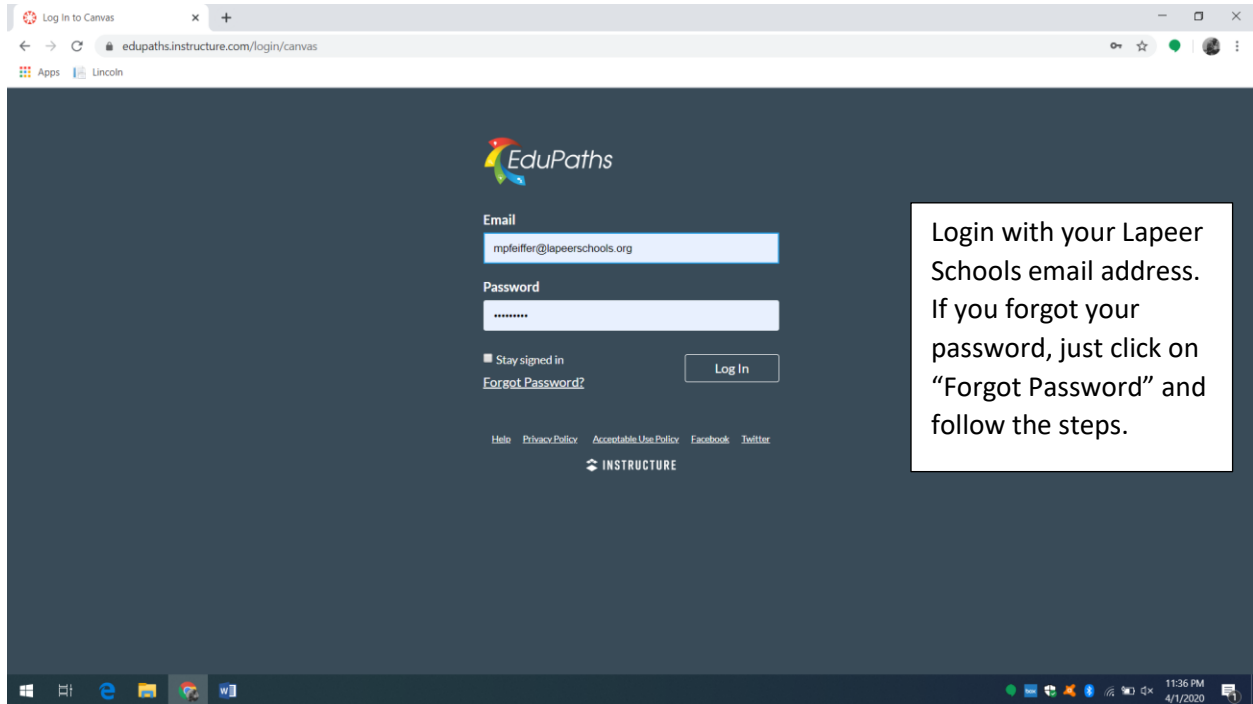 Log In to Canvas
edupaths.instructure.com/login/canvas
Apps Lincoln
EduPaths
Email
mpfeiffer@lapeerschools.org
Password
•••••••••
Stay signed in
Log In
Forgot Password?
Help Privacy Policy Acceptable Use Policy Facebook Twitter
INSTRUCTURE
Login with your Lapeer
Schools email address.
If you forgot your
password, just click on
“Forgot Password” and
follow the steps.
11:36 PM
4/1/2020